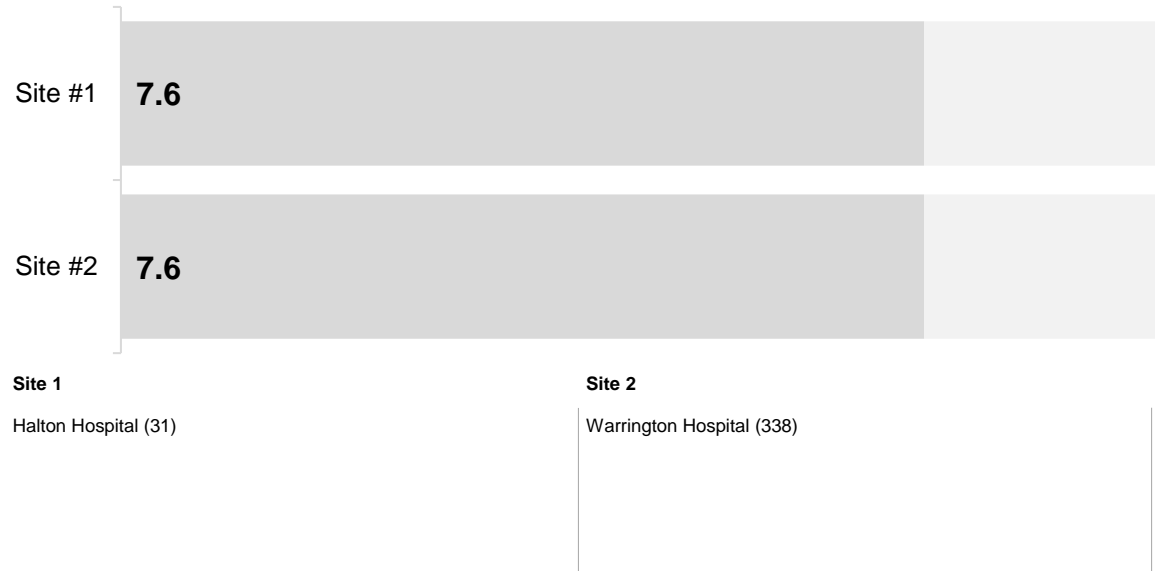 Site #1 7.6
Site #2 7.6
Site 1
Halton Hospital (31)
Site 2
Warrington Hospital (338)